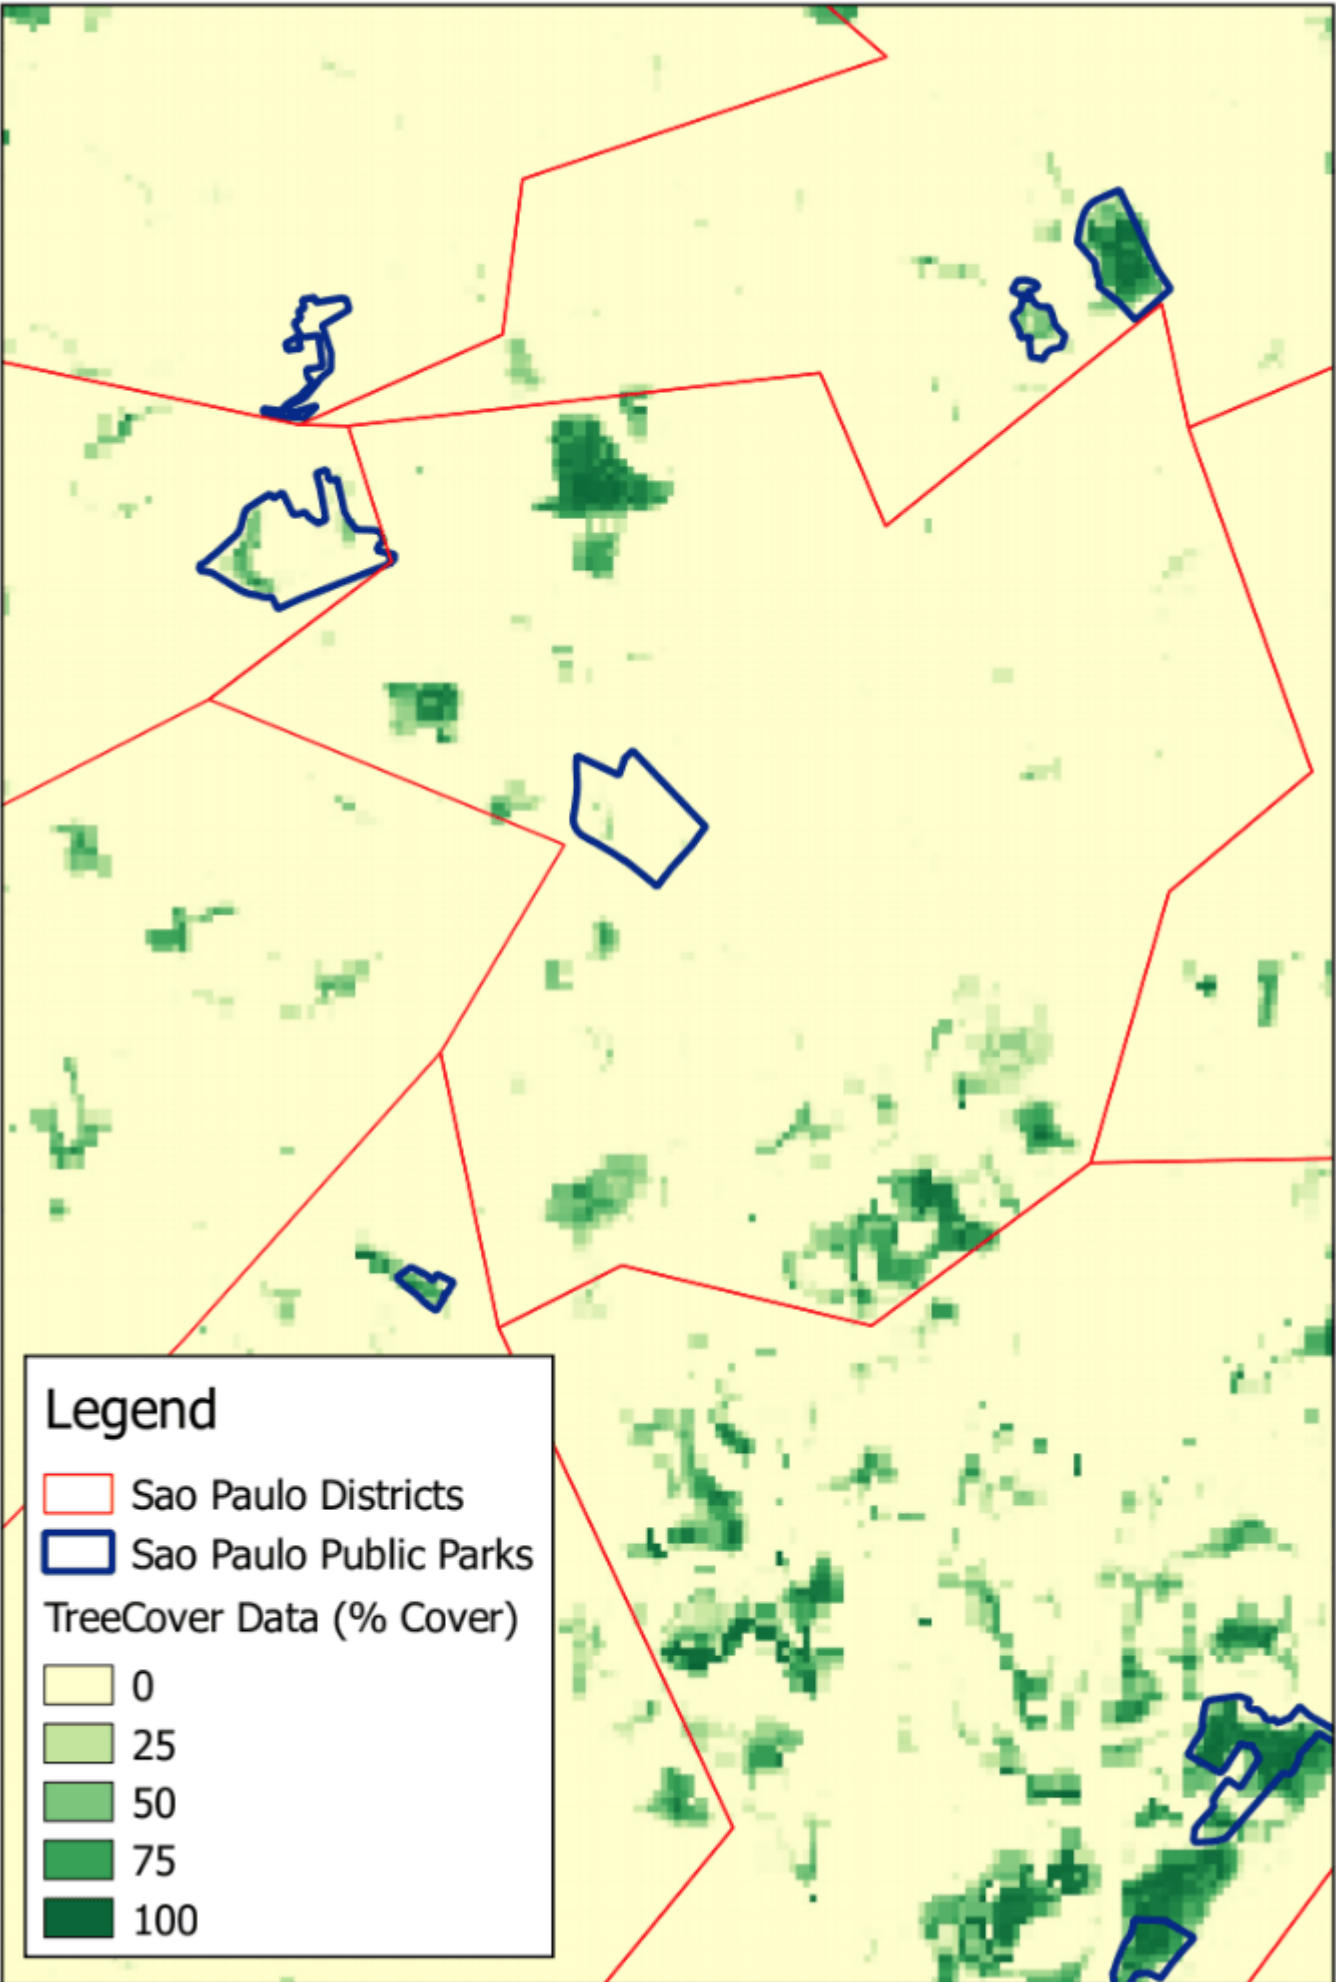 Legend
Sao Paulo Districts
Sao Paulo Public Parks
TreeCover Data (% Cover)
0
25
50
75
100